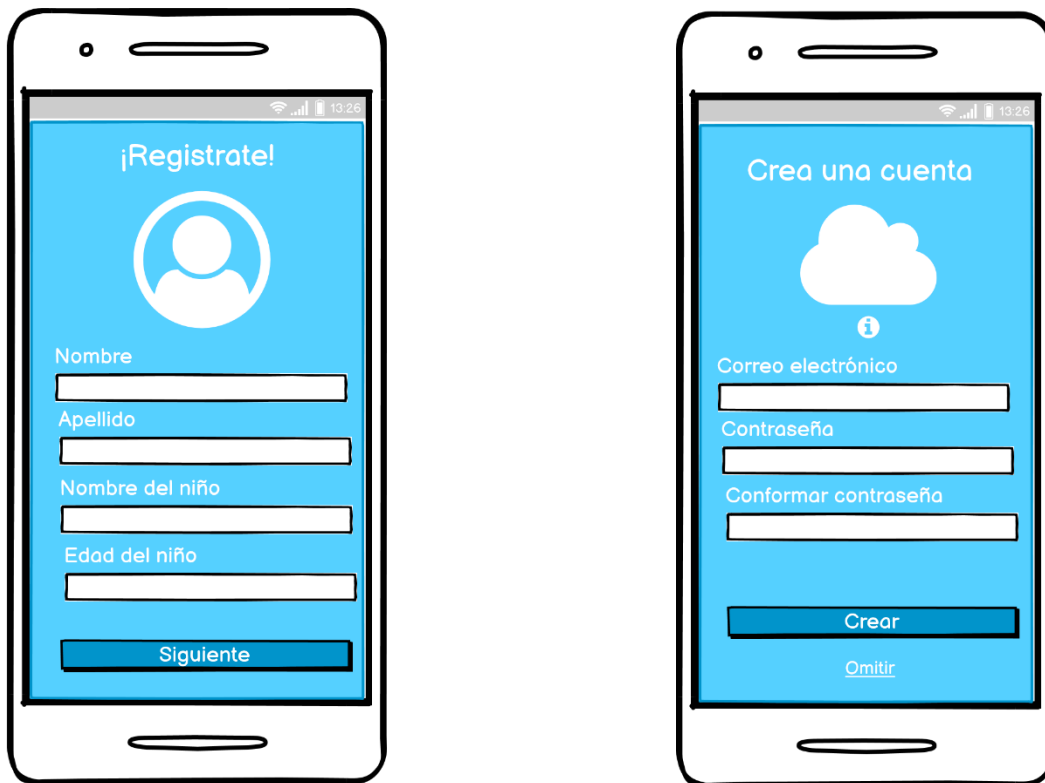 13:26
¡Registrate!
Nombre
Apellido
Nombre del niño
Edad del niño
Siguiente
13:26
Crea una cuenta
Correo electrónico
Contraseña
Conformar contraseña
Crear
Omitir